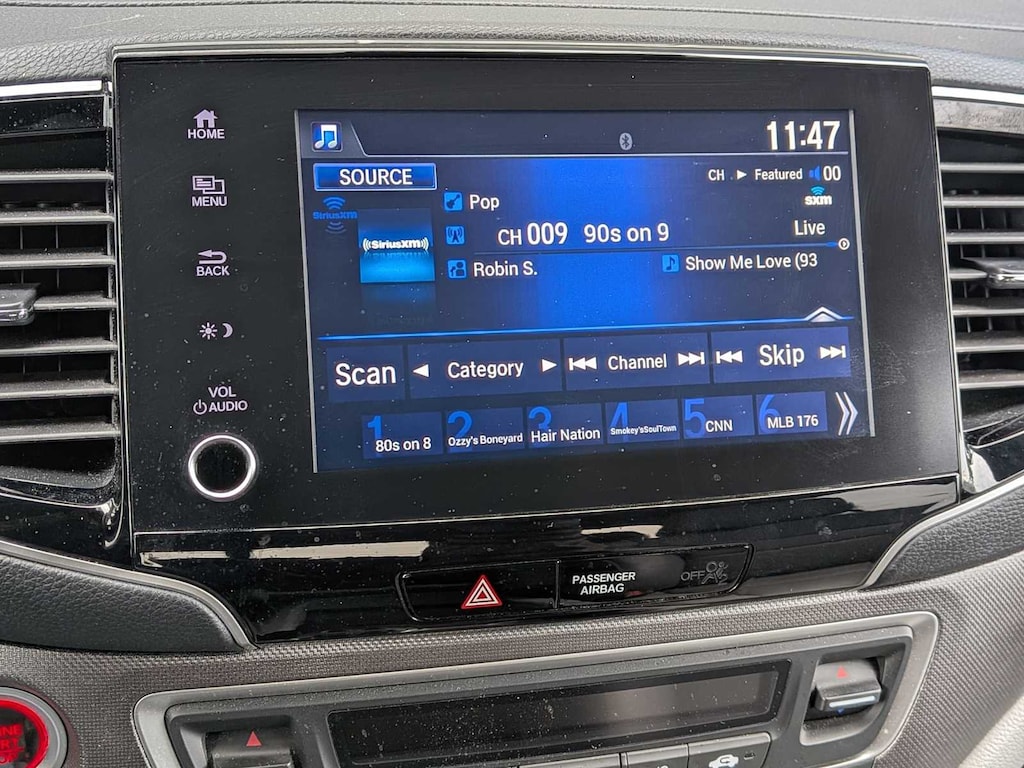 HOME
MENU
BACK
VOL
AUDIO
11:47
SOURCE
CH ▶ Featured 00
sxm
SiriusXM
Pop
((SiriusXM))
CH 009 90s on 9
Live
Robin S.
Show Me Love (93
Scan
Category
Channel
Skip
1 80s on 8
2 Ozzy's Boneyard
3 Hair Nation
4 Smokey'sSoulTown
5 CNN
6 MLB 176
PASSENGER
AIRBAG
OFF